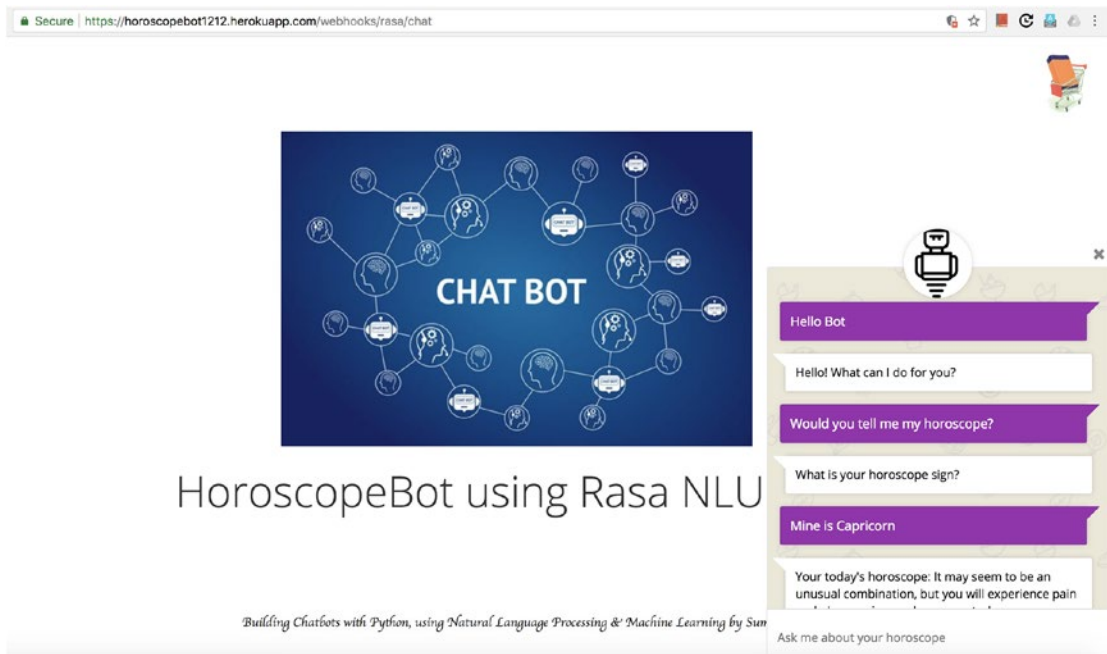 Secure | https://horoscopebot1212.herokuapp.com/webhooks/rasa/chat
CHAT BOT
HoroscopeBot using Rasa NLU
Building Chatbots with Python, using Natural Language Processing & Machine Learning by Sum
Hello Bot
Hello! What can I do for you?
Would you tell me my horoscope?
What is your horoscope sign?
Mine is Capricorn
Your today's horoscope: It may seem to be an
unusual combination, but you will experience pain
Ask me about your horoscope